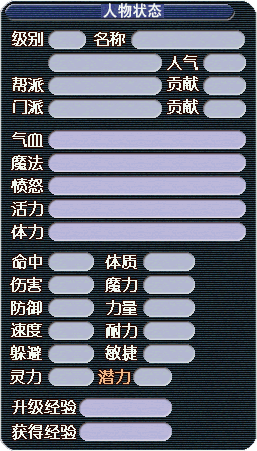 人物状态
级别 名称
人气
帮派 贡献
门派 贡献
气血
魔法
愤怒
活力
体力
命中 体质
伤害 魔力
防御 力量
速度 耐力
躲避 敏捷
灵力 潜力
升级经验
获得经验